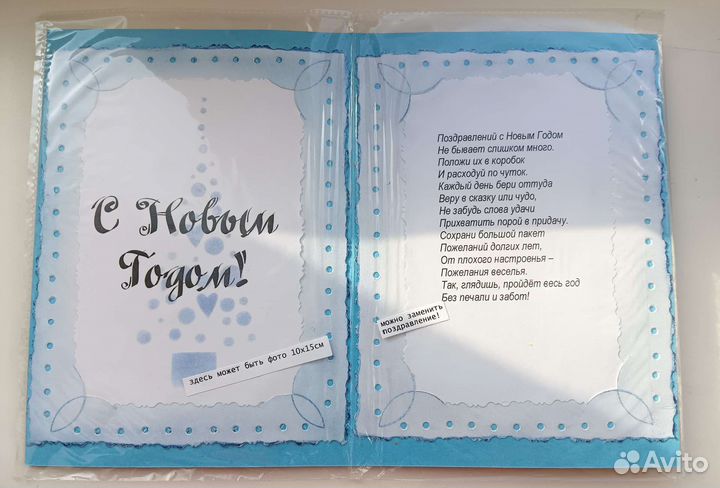 С Новым
Годом!
здесь может быть фото 10х15см
Поздравлений с Новым Годом
Не бывает слишком много.
Положи их в коробок
И расходуй по чуток.
Каждый день бери оттуда
Веру в сказку или чудо,
Не забудь слова удачи
Прихватить порой в придачу.
Сохрани большой пакет
Пожеланий долгих лет,
От плохого настроенья –
Пожелания веселья.
Так, глядишь, пройдёт весь год
Без печали и забот!
можно заменить
поздравление!
Avito